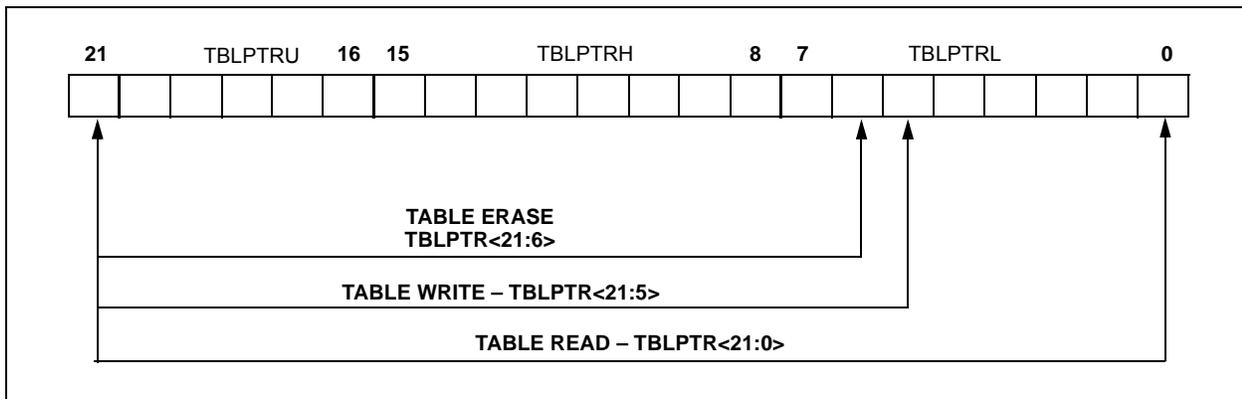 21 TBLPTRU 16 15 TBLPTRH 8 7 TBLPTRL 0
TABLE ERASE
TBLPTR<21:6>
TABLE WRITE – TBLPTR<21:5>
TABLE READ – TBLPTR<21:0>